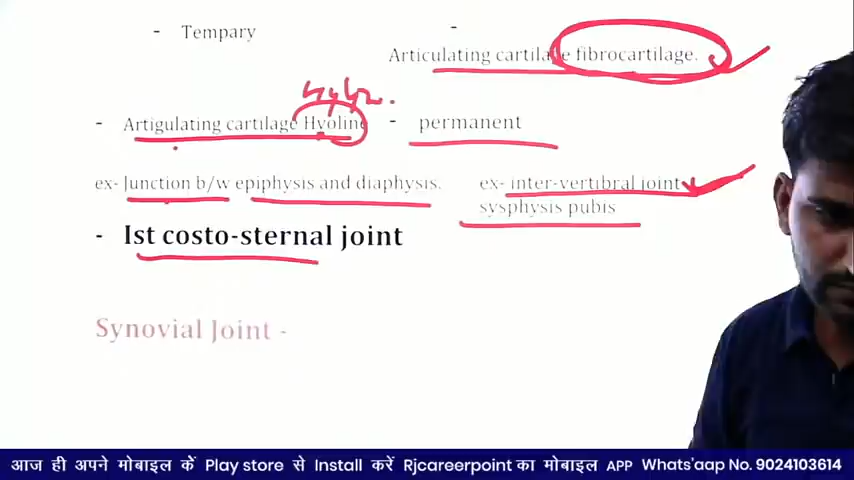 - Tempary
-
Articulating cartilage fibrocartilage.
- Artigulating cartilage Hyoline
- permanent
ex- Junction b/w epiphysis and diaphysis.
ex- inter-vertibral joint
sysphysis pubis
- Ist costo-sternal joint
Synovial Joint -
आज ही अपने मोबाइल कें Play store से Install करें Rjcareerpoint का मोबाइल APP Whats'aap No. 9024103614